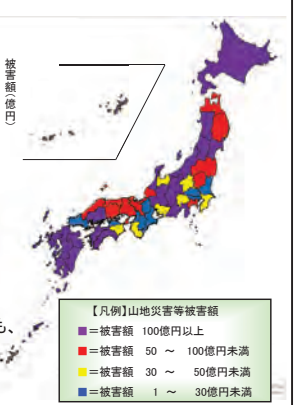 被害額(億円)
も、
【凡例】山地災害等被害額
■=被害額 100億円以上
■=被害額 50 ～ 100億円未満
■=被害額 30 ～ 50億円未満
■=被害額 1 ～ 30億円未満